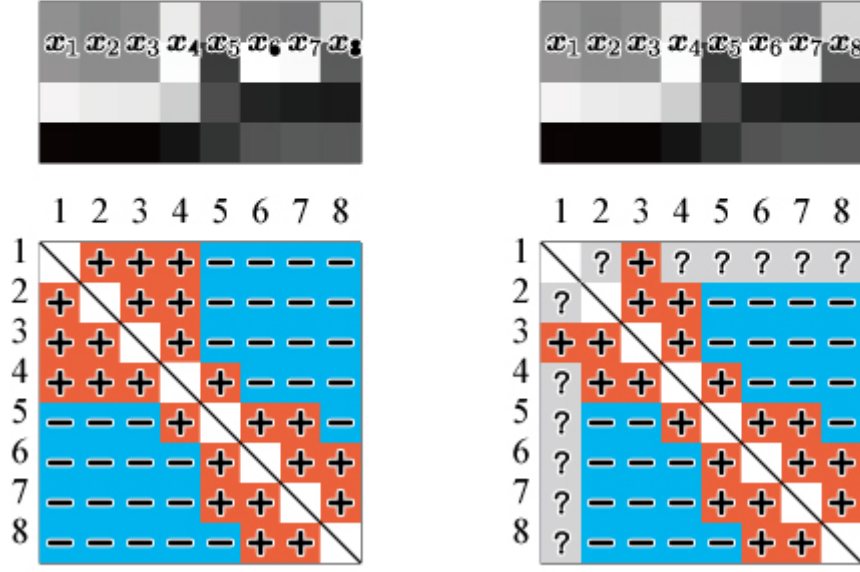 x1 x2 x3 x4 x5 x6 x7 x8
x1 x2 x3 x4 x5 x6 x7 x8
1 2 3 4 5 6 7 8
1 2 3 4 5 6 7 8
1 + + + − − − −
1 ? + ? ? ? ? ?
2 + + + − − − −
2 ? + + − − − −
3 + + + − − − −
3 + + + − − − −
4 + + + + − − −
4 ? + + + − − −
5 − − − + + + −
5 ? − − + + + −
6 − − − − + + +
6 ? − − − + + +
7 − − − − + + +
7 ? − − − + + +
8 − − − − − + +
8 ? − − − − + +